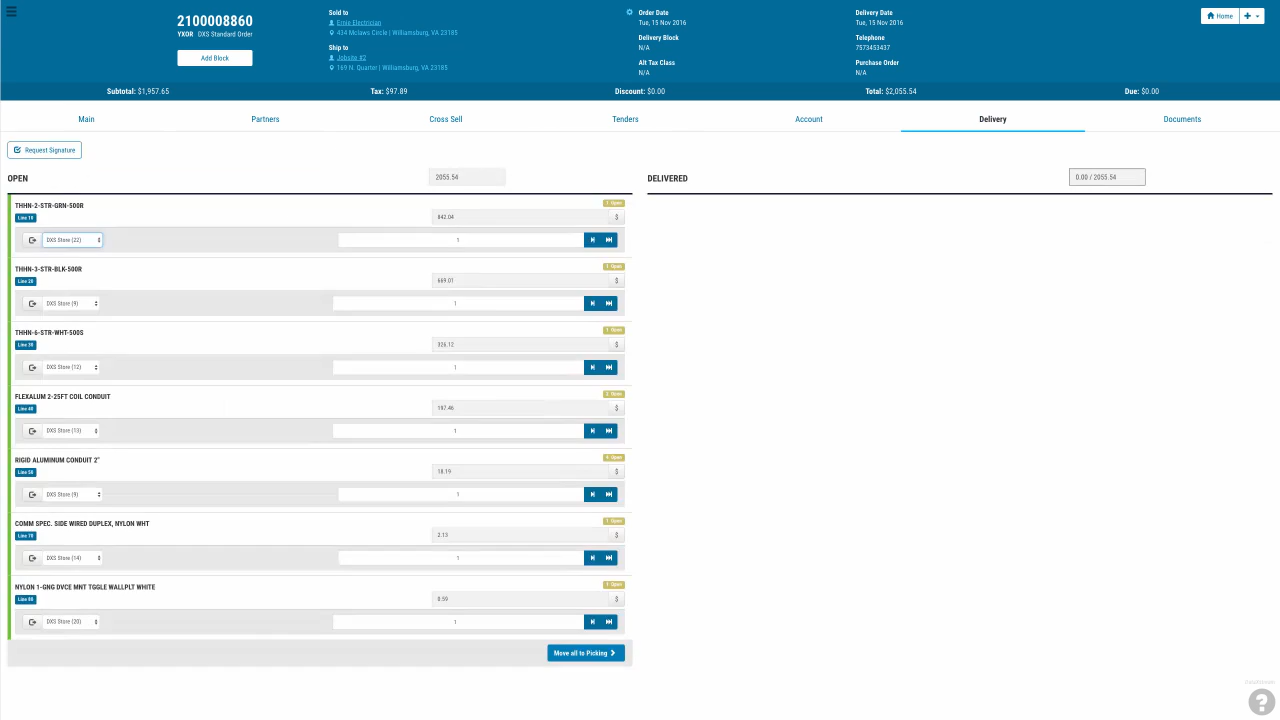 2100008860
YXOR DXS Standard Order
Add Block
Sold to
Ernie Electrician
434 Mclaws Circle | Williamsburg, VA 23185
Ship to
Jobsite #2
169 N. Quarter | Williamsburg, VA 23185
Order Date
Tue, 15 Nov 2016
Delivery Block
N/A
Alt Tax Class
N/A
Delivery Date
Tue, 15 Nov 2016
Telephone
7573453437
Purchase Order
N/A
Home
Subtotal: $1,957.65 Tax: $97.89 Discount: $0.00 Total: $2,055.54 Due: $0.00
Main Partners Cross Sell Tenders Account Delivery Documents
Request Signature
OPEN 2055.54
THHN-2-STR-GRN-500R 1 Open
Line 10 842.04 $
DXS Store (22) 1
THHN-3-STR-BLK-500R 1 Open
Line 20 669.01 $
DXS Store (9) 1
THHN-6-STR-WHT-500S 1 Open
Line 30 326.12 $
DXS Store (12) 1
FLEXALUM 2-25FT COIL CONDUIT 2 Open
Line 40 197.46 $
DXS Store (13) 1
RIGID ALUMINUM CONDUIT 2" 4 Open
Line 50 18.19 $
DXS Store (9) 1
COMM SPEC. SIDE WIRED DUPLEX, NYLON WHT 1 Open
Line 70 2.13 $
DXS Store (14) 1
NYLON 1-GNG DVCE MNT TGGLE WALLPLT WHITE 1 Open
Line 80 0.59 $
DXS Store (20) 1
Move all to Picking
DELIVERED 0.00 / 2055.54
?